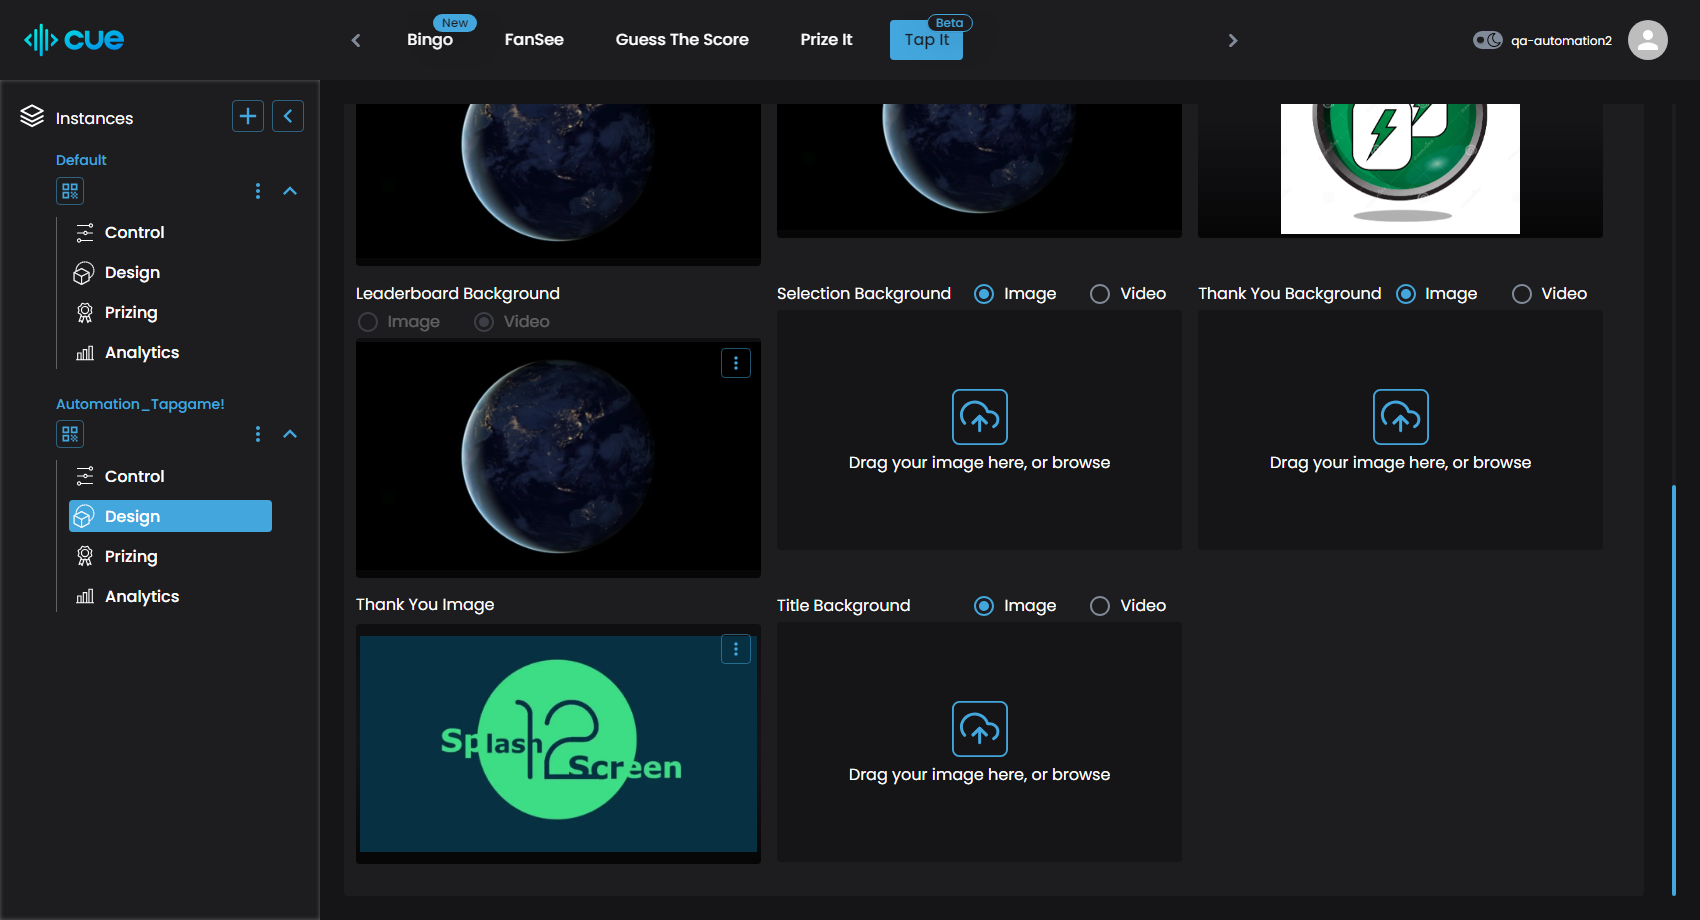 cue
New
Bingo
FanSee
Guess The Score
Prize It
Beta
Tap It
qa-automation2
Instances
Default
Control
Design
Prizing
Analytics
Automation_Tapgame!
Control
Design
Prizing
Analytics
Leaderboard Background
Image
Video
Selection Background
Image
Video
Drag your image here, or browse
Thank You Background
Image
Video
Drag your image here, or browse
Thank You Image
Splash
12
Screen
Title Background
Image
Video
Drag your image here, or browse